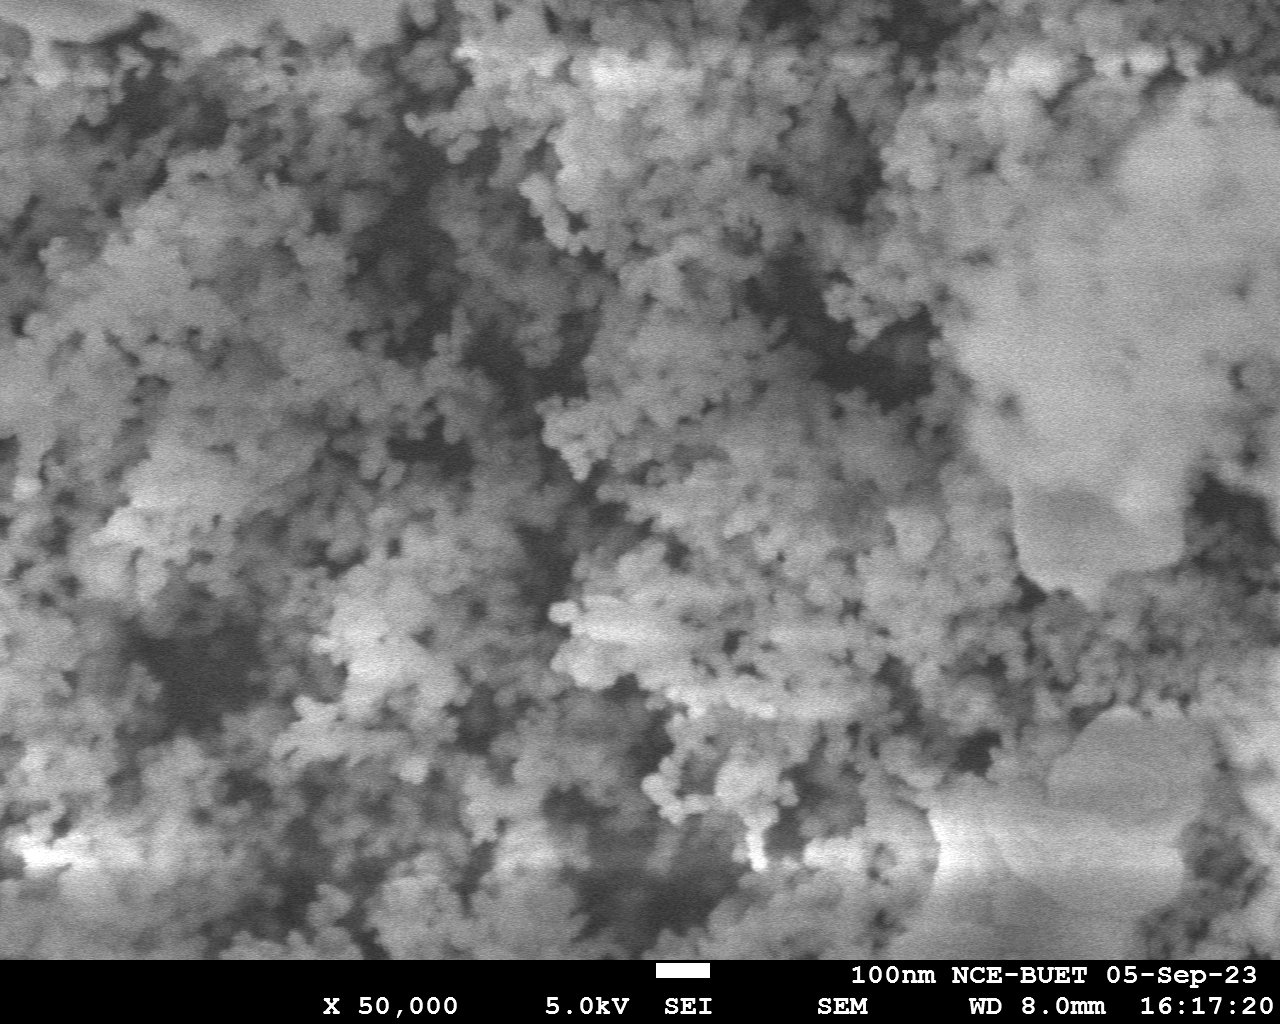 100nm NCE-BUET 05-Sep-23
X 50,000 5.0kV SEI SEM WD 8.0mm 16:17:20